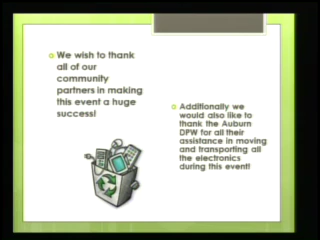 We wish to thank
all of our
community
partners in making
this event a huge
success!
Additionally we
would also like to
thank the Auburn
DPW for all their
assistance in moving
and transporting all
the electronics
during this event!